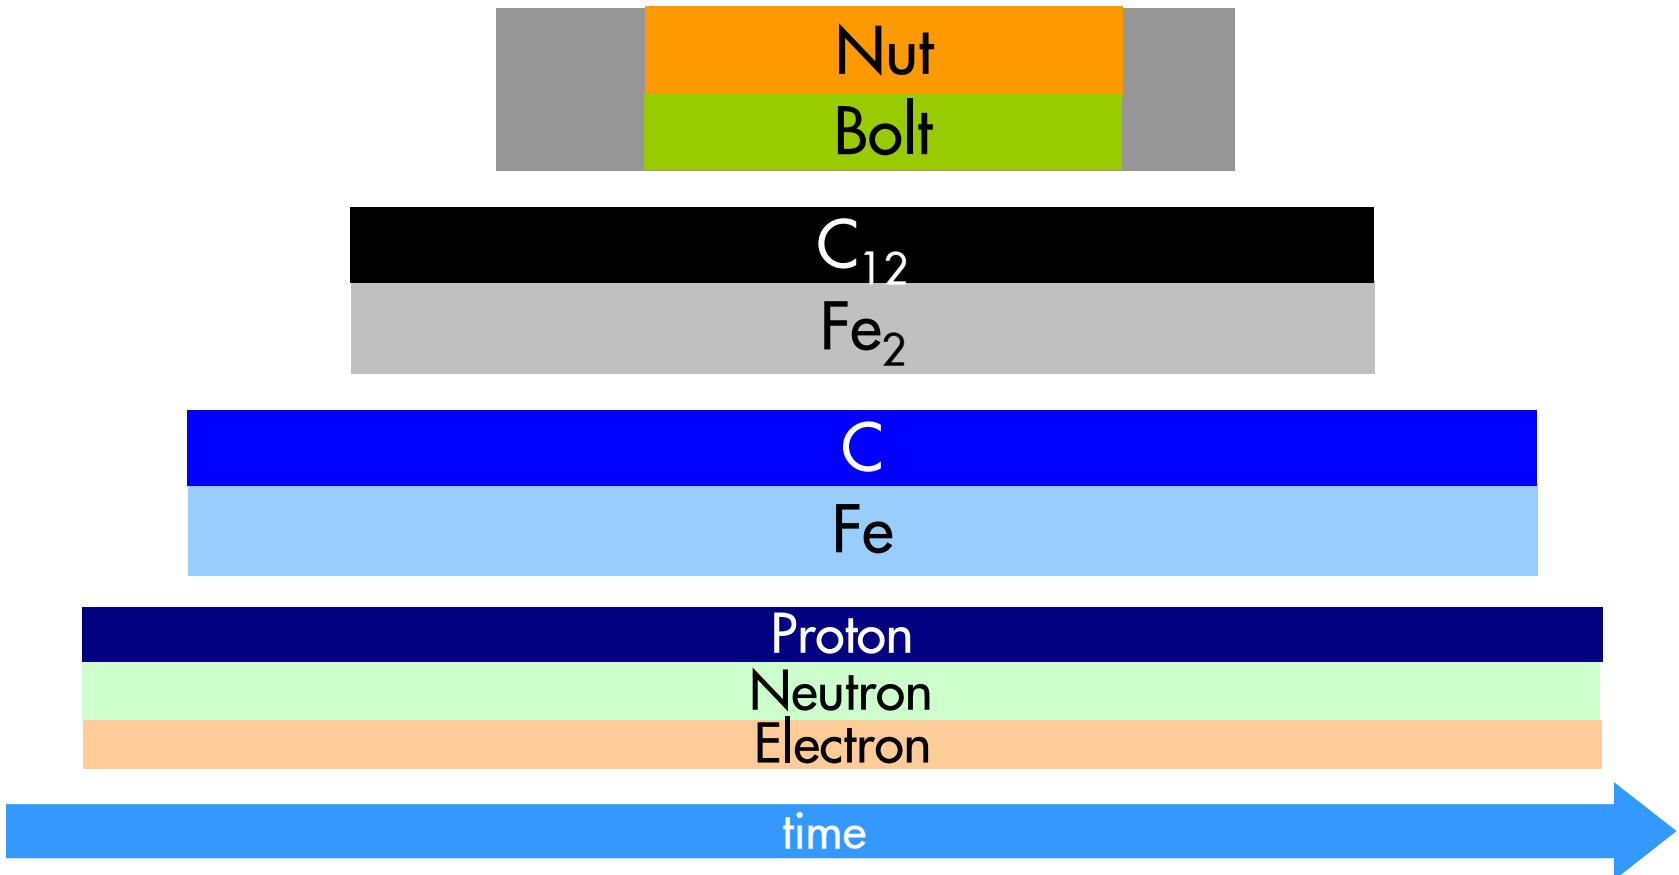 Nut
Bolt
C₁₂
Fe₂
C
Fe
Proton
Neutron
Electron
time